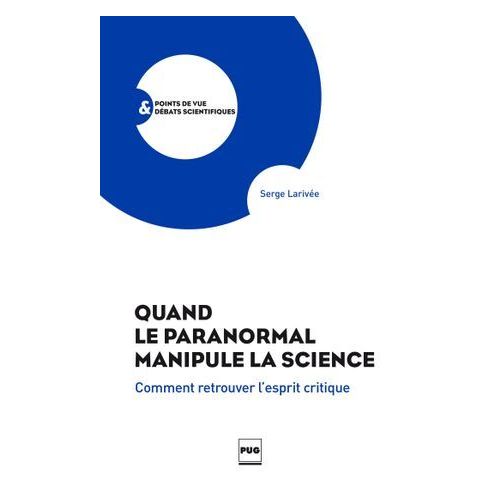 & POINTS DE VUE
DÉBATS SCIENTIFIQUES
Serge Larivée
QUAND
LE PARANORMAL
MANIPULE LA SCIENCE
Comment retrouver l'esprit critique
PUG